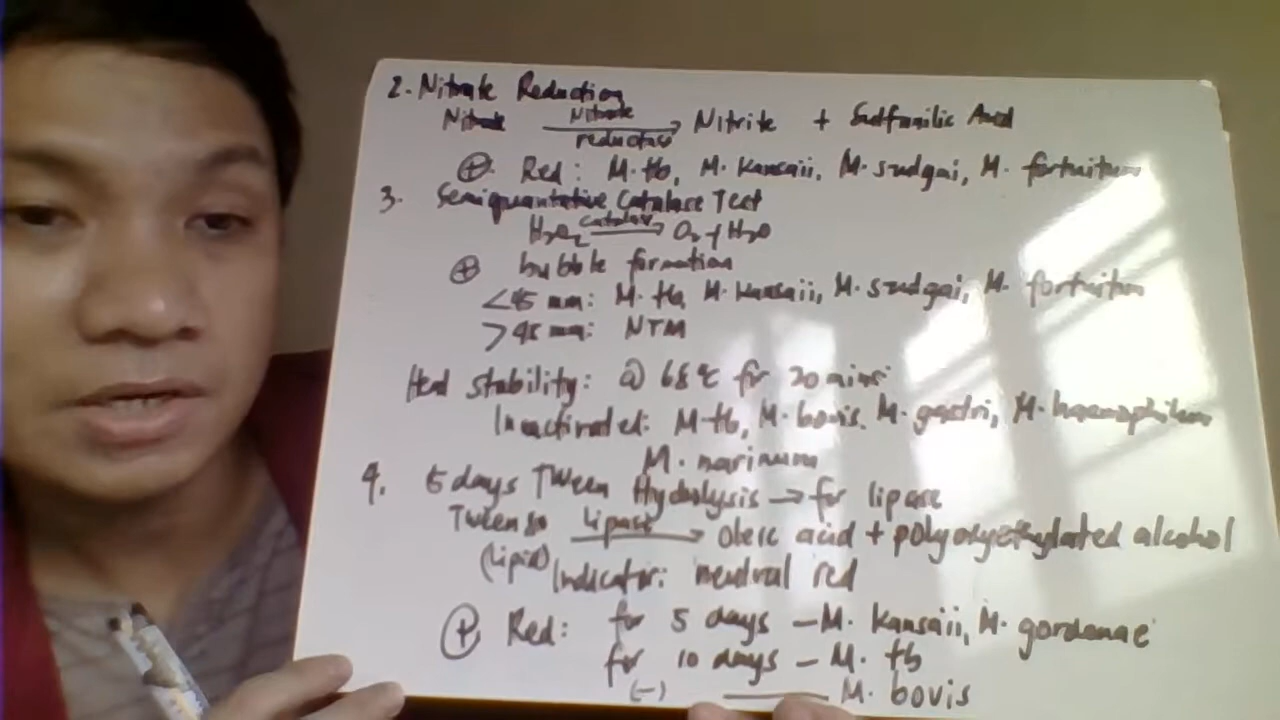 2. Nitrate Reduction
Nitrate Nitrate reductase Nitrite + Sulfanilic Acid
⊕ Red: M. tb, M. kansaii, M. szulgai, M. fortuitum
3. Semiquantitative Catalase Test
H₂O₂ catalase O₂ + H₂O
⊕ bubble formation
<45 mm: M. tb, M. kansaii, M. szulgai, M. fortuitum
>45 mm: NTM
Heat stability: @ 68°C for 20 mins
Inactivated: M. tb, M. bovis, M. gastri, M. haemophilum
M. marinum
4. 5 days Tween Hydrolysis → for lipase
Tween 80 Lipase → Oleic acid + polyoxyethylated alcohol
(lipid) Indicator: neutral red
⊕ Red: for 5 days – M. kansaii, M. gordonae
for 10 days – M. tb
(-) M. bovis